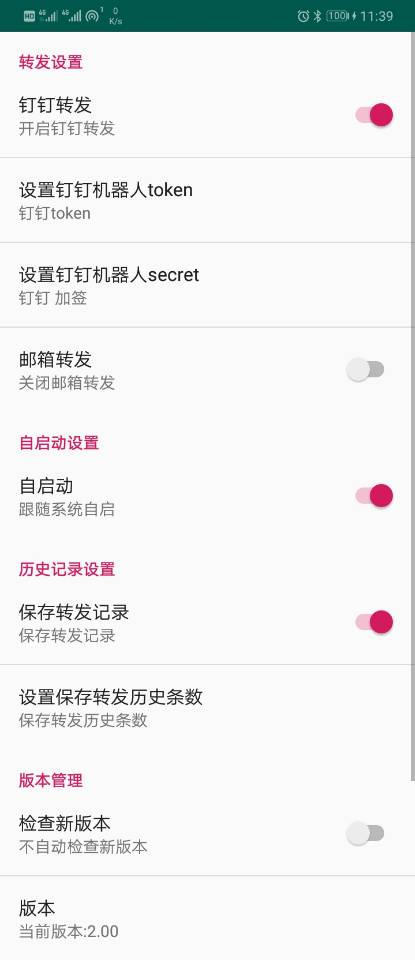 HD 4G 4G 1 0 K/s 100 11:39
转发设置
钉钉转发
开启钉钉转发
设置钉钉机器人token
钉钉token
设置钉钉机器人secret
钉钉 加签
邮箱转发
关闭邮箱转发
自启动设置
自启动
跟随系统自启
历史记录设置
保存转发记录
保存转发记录
设置保存转发历史条数
保存转发历史条数
版本管理
检查新版本
不自动检查新版本
版本
当前版本:2.00